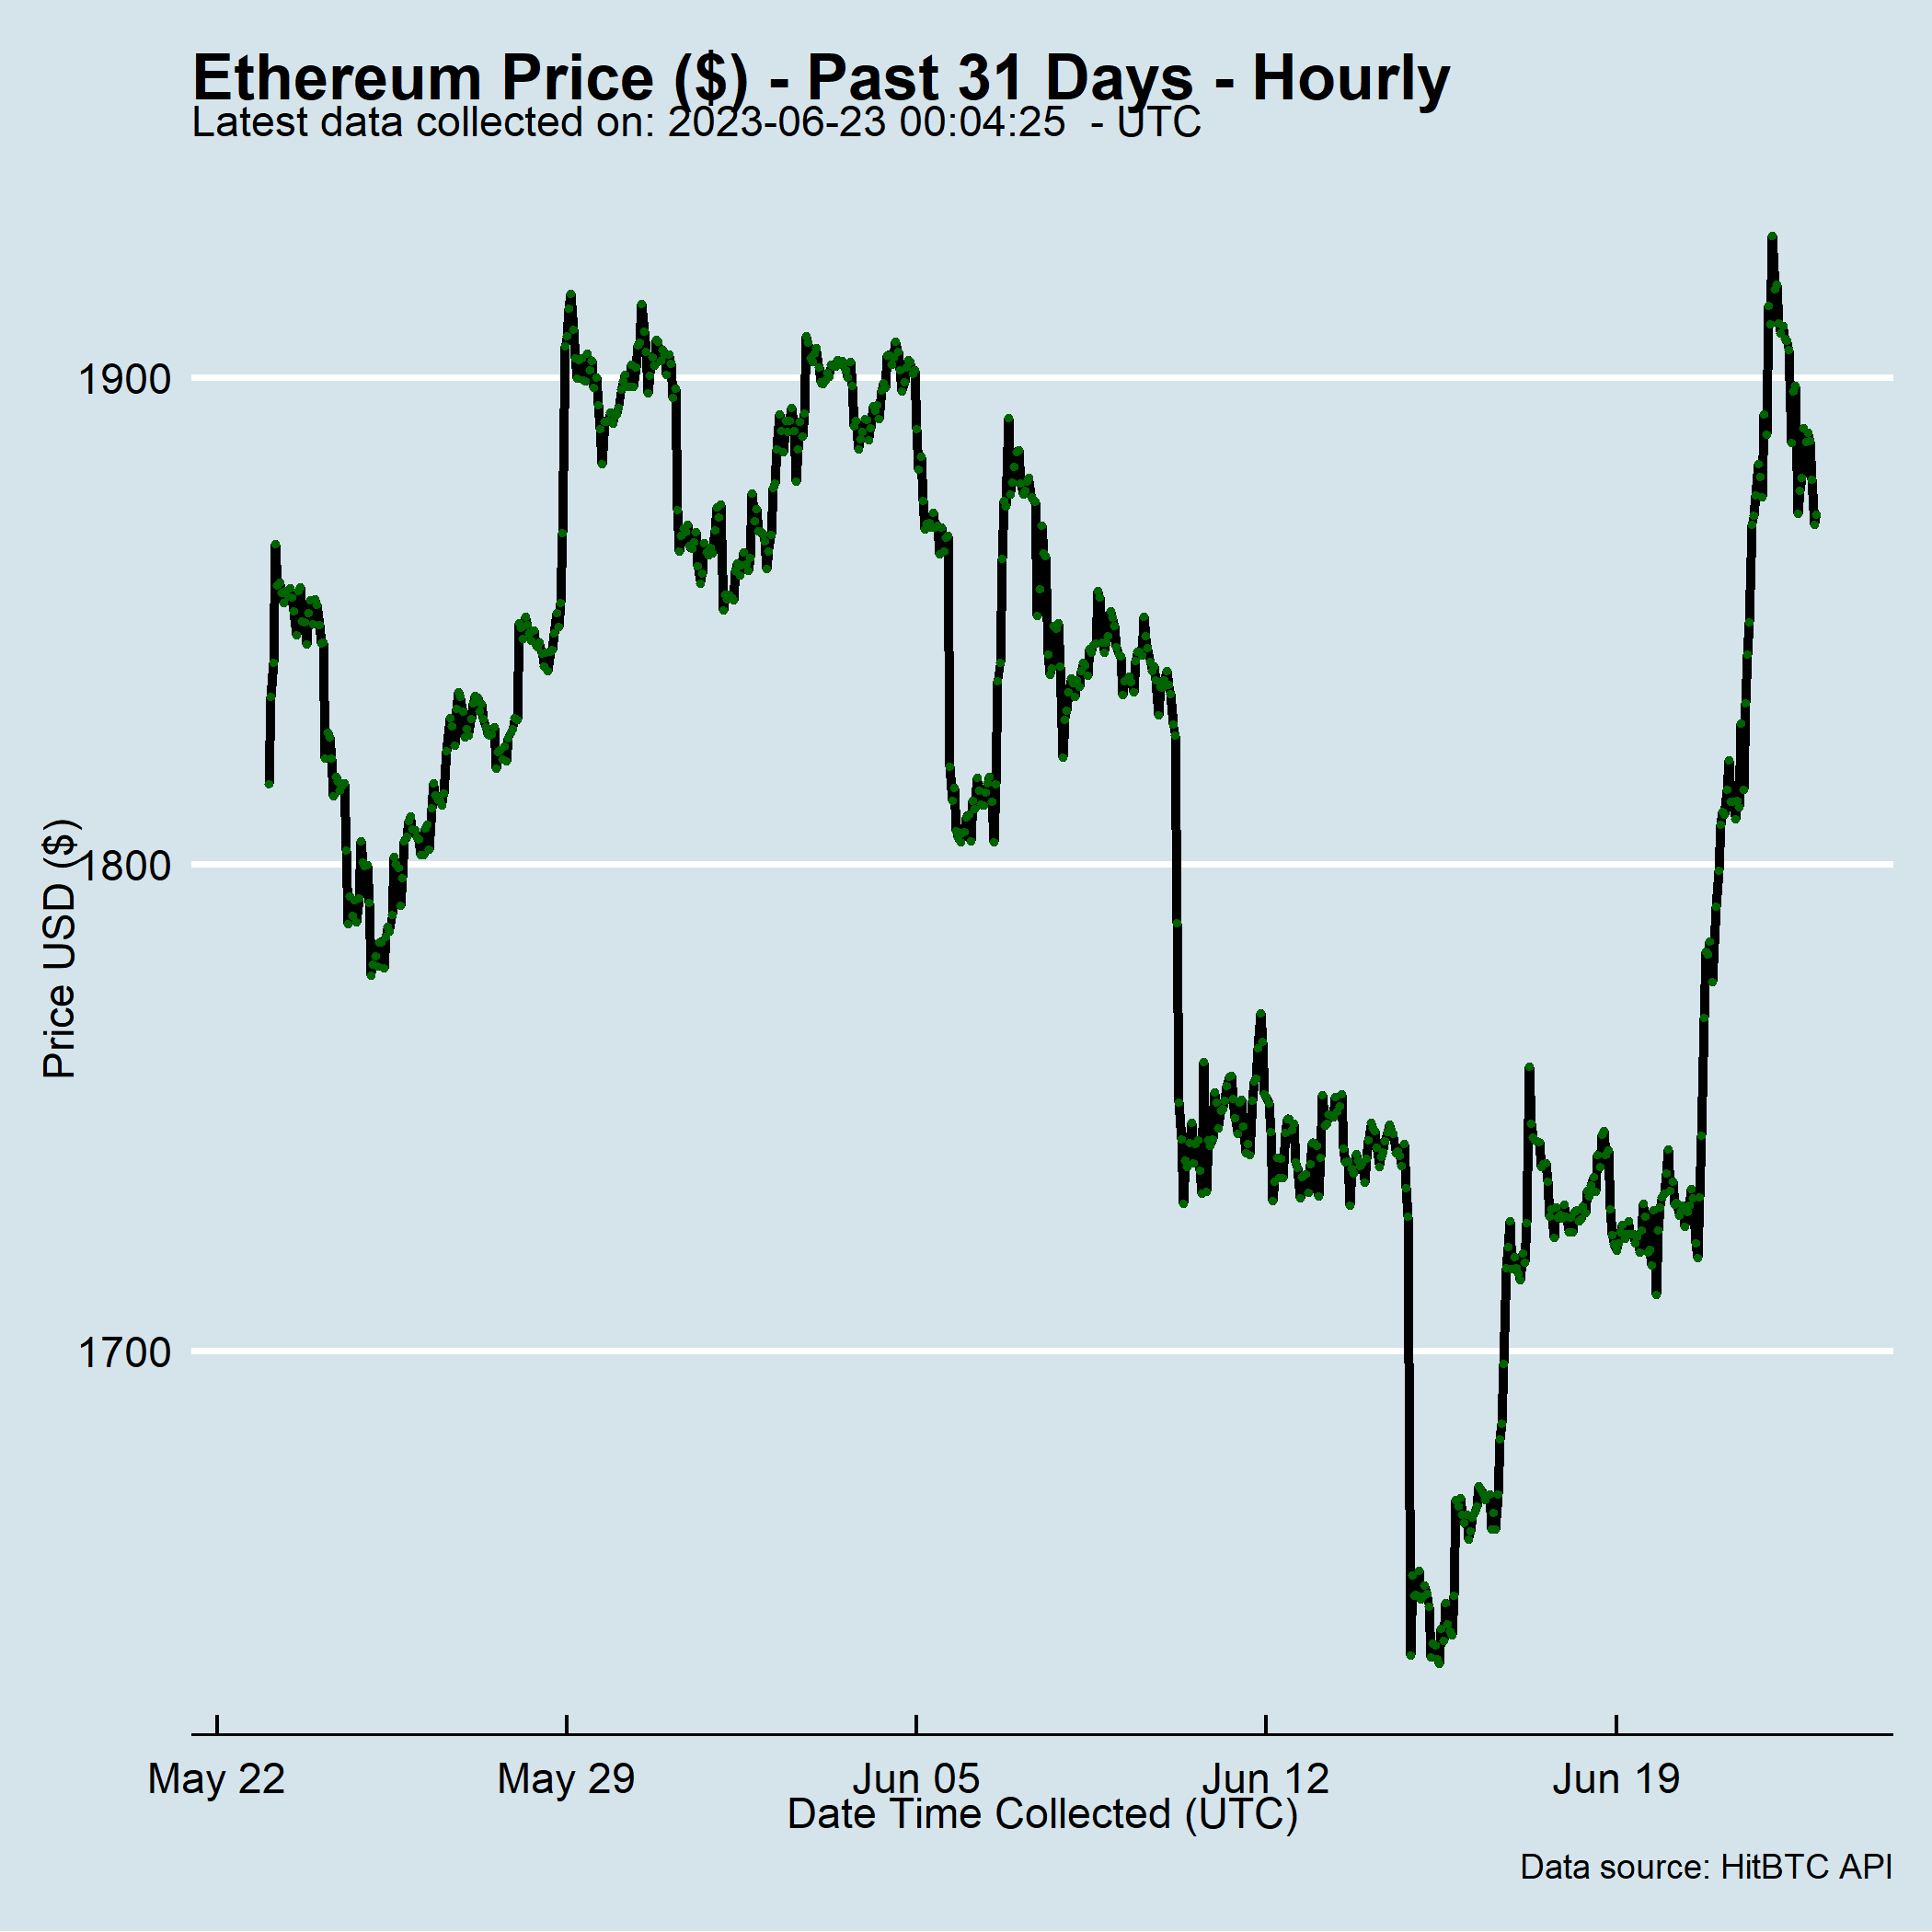 Ethereum Price ($) - Past 31 Days - Hourly
Latest data collected on: 2023-06-23 00:04:25  - UTC
1900
1800
1700
Price USD ($)
May 22
May 29
Jun 05
Jun 12
Jun 19
Date Time Collected (UTC)
Data source: HitBTC API